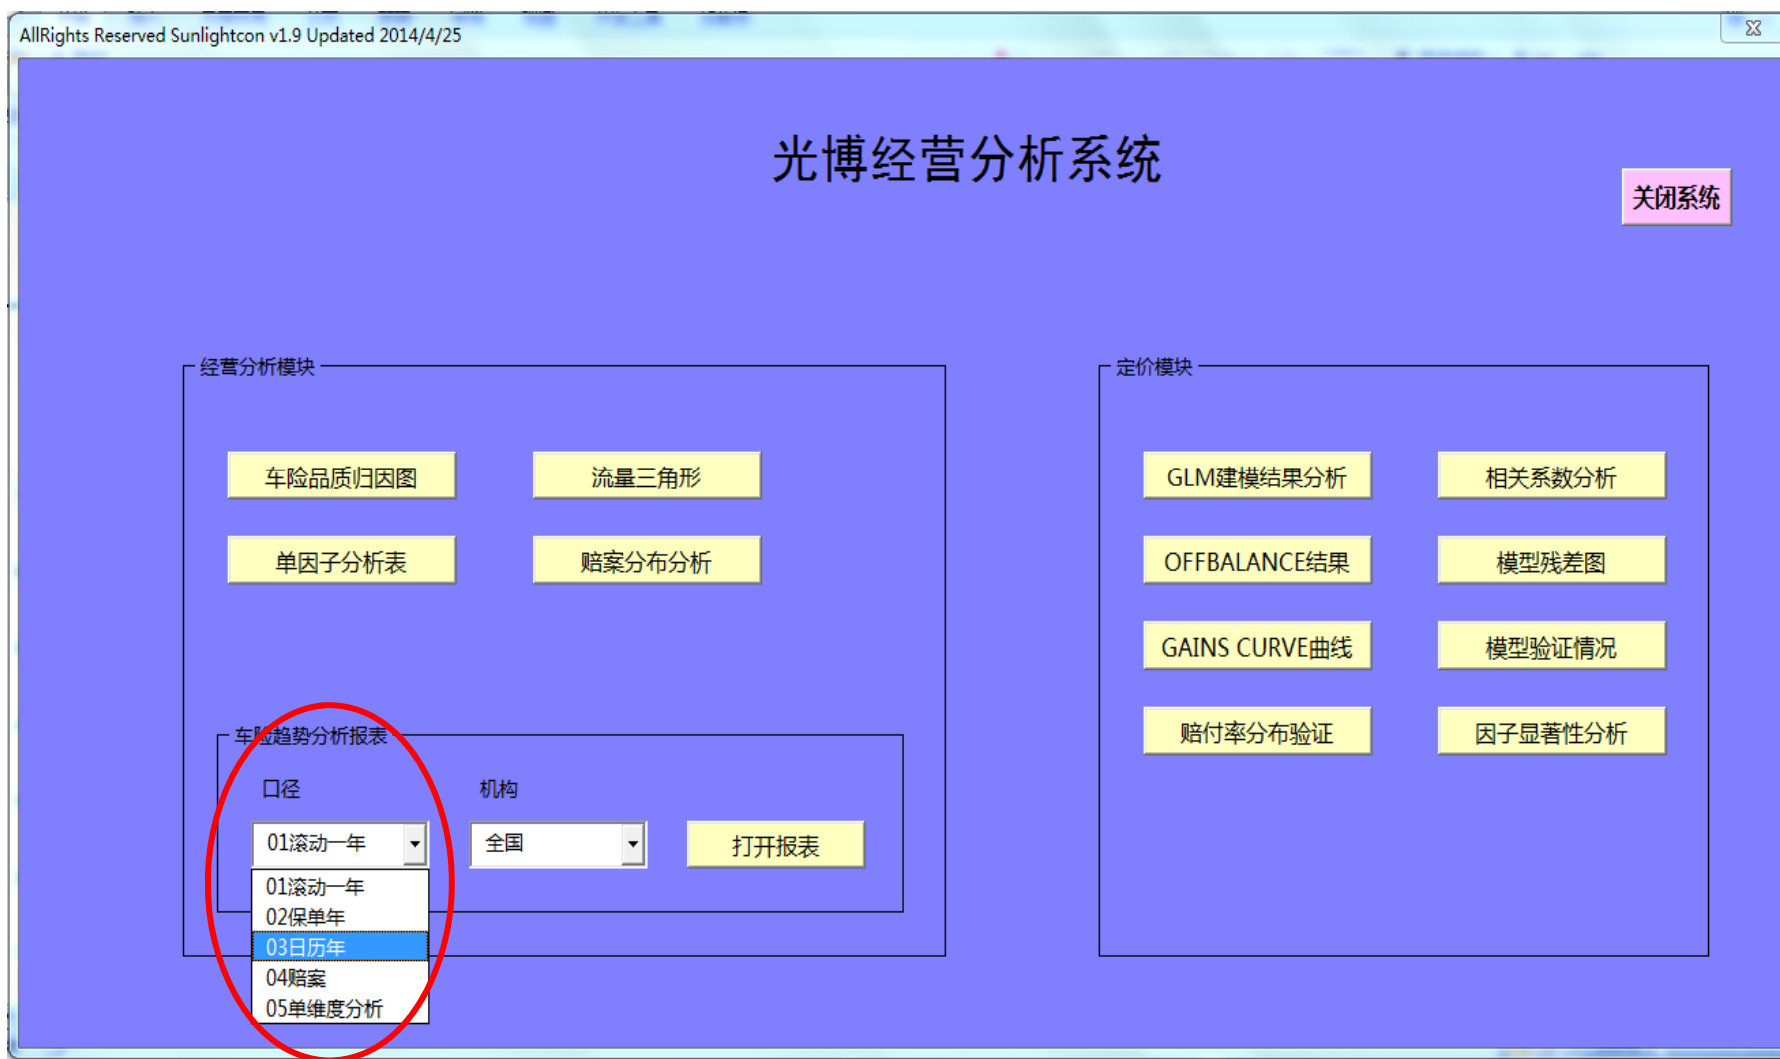 AllRights Reserved Sunlightcon v1.9 Updated 2014/4/25
光博经营分析系统
关闭系统
经营分析模块
车险品质归因图
流量三角形
单因子分析表
赔案分布分析
车险趋势分析报表
口径
机构
01滚动一年
全国
打开报表
01滚动一年
02保单年
03日历年
04赔案
05单维度分析
定价模块
GLM建模结果分析
相关系数分析
OFFBALANCE结果
模型残差图
GAINS CURVE曲线
模型验证情况
赔付率分布验证
因子显著性分析